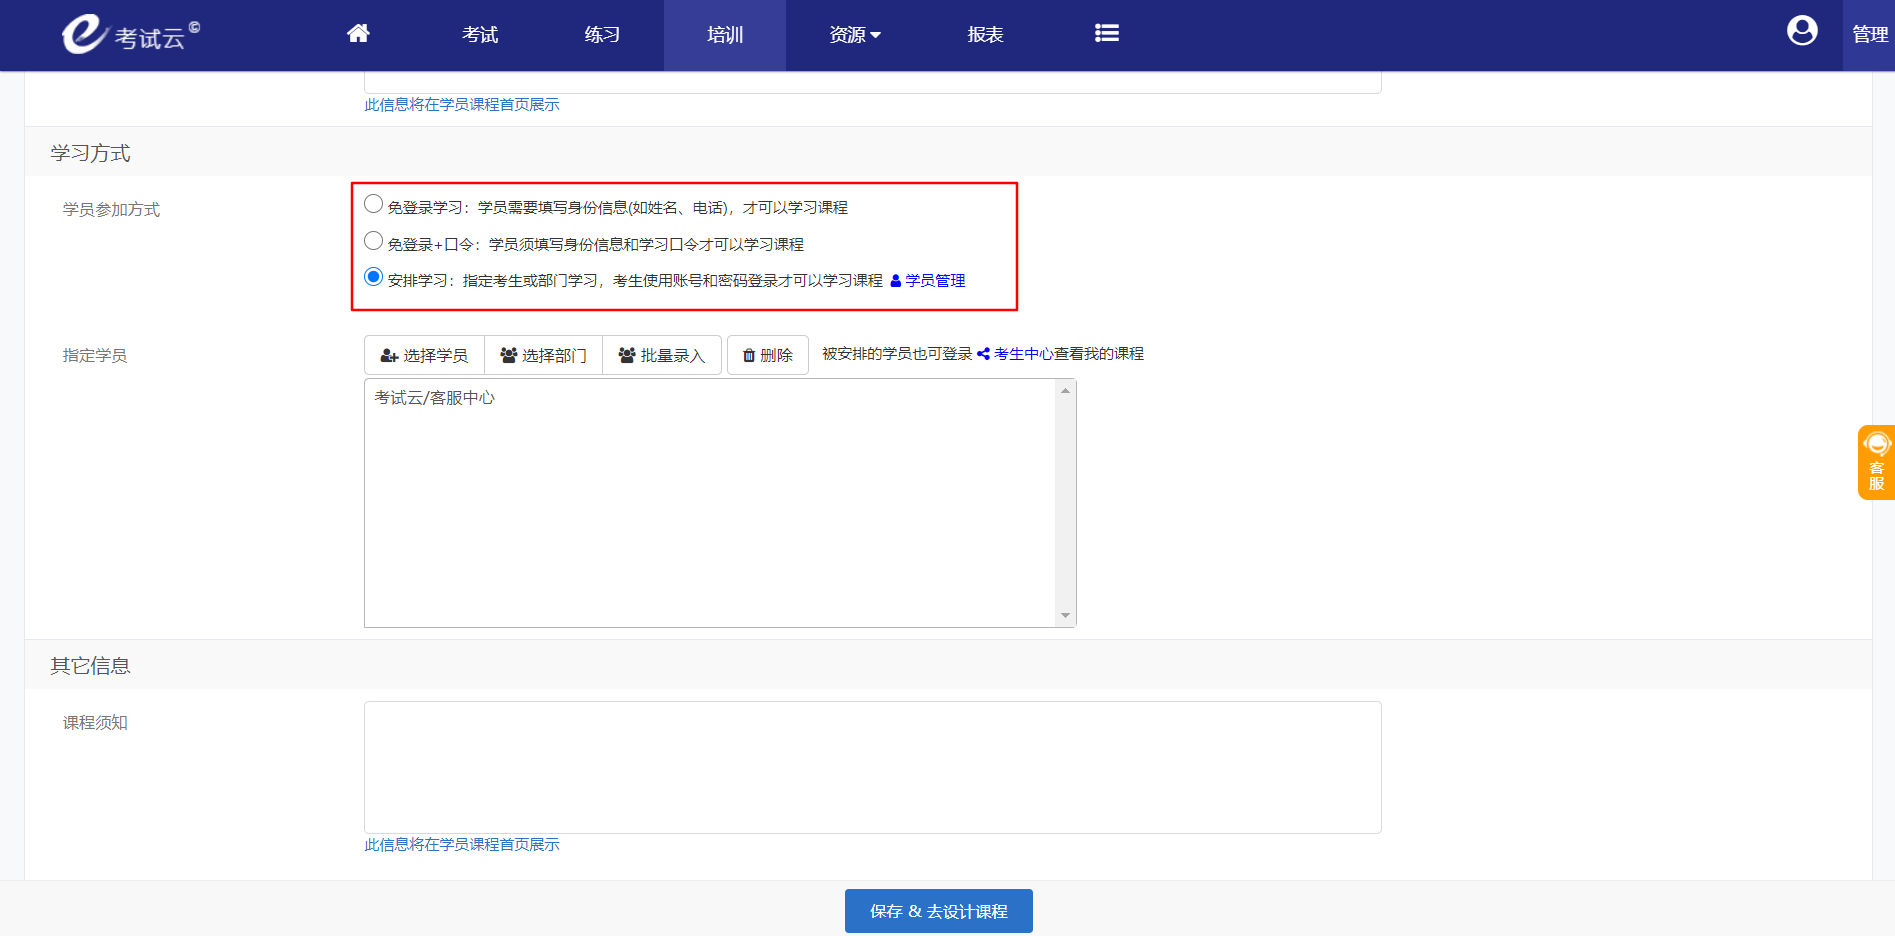 考试云©
考试
练习
培训
资源
报表
管理
此信息将在学员课程首页展示
学习方式
学员参加方式
免登录学习：学员需要填写身份信息(如姓名、电话)，才可以学习课程
免登录+口令：学员须填写身份信息和学习口令才可以学习课程
安排学习：指定考生或部门学习，考生使用账号和密码登录才可以学习课程 学员管理
指定学员
选择学员 选择部门 批量录入 删除 被安排的学员也可登录 考生中心查看我的课程
考试云/客服中心
客服
其它信息
课程须知
此信息将在学员课程首页展示
保存 & 去设计课程